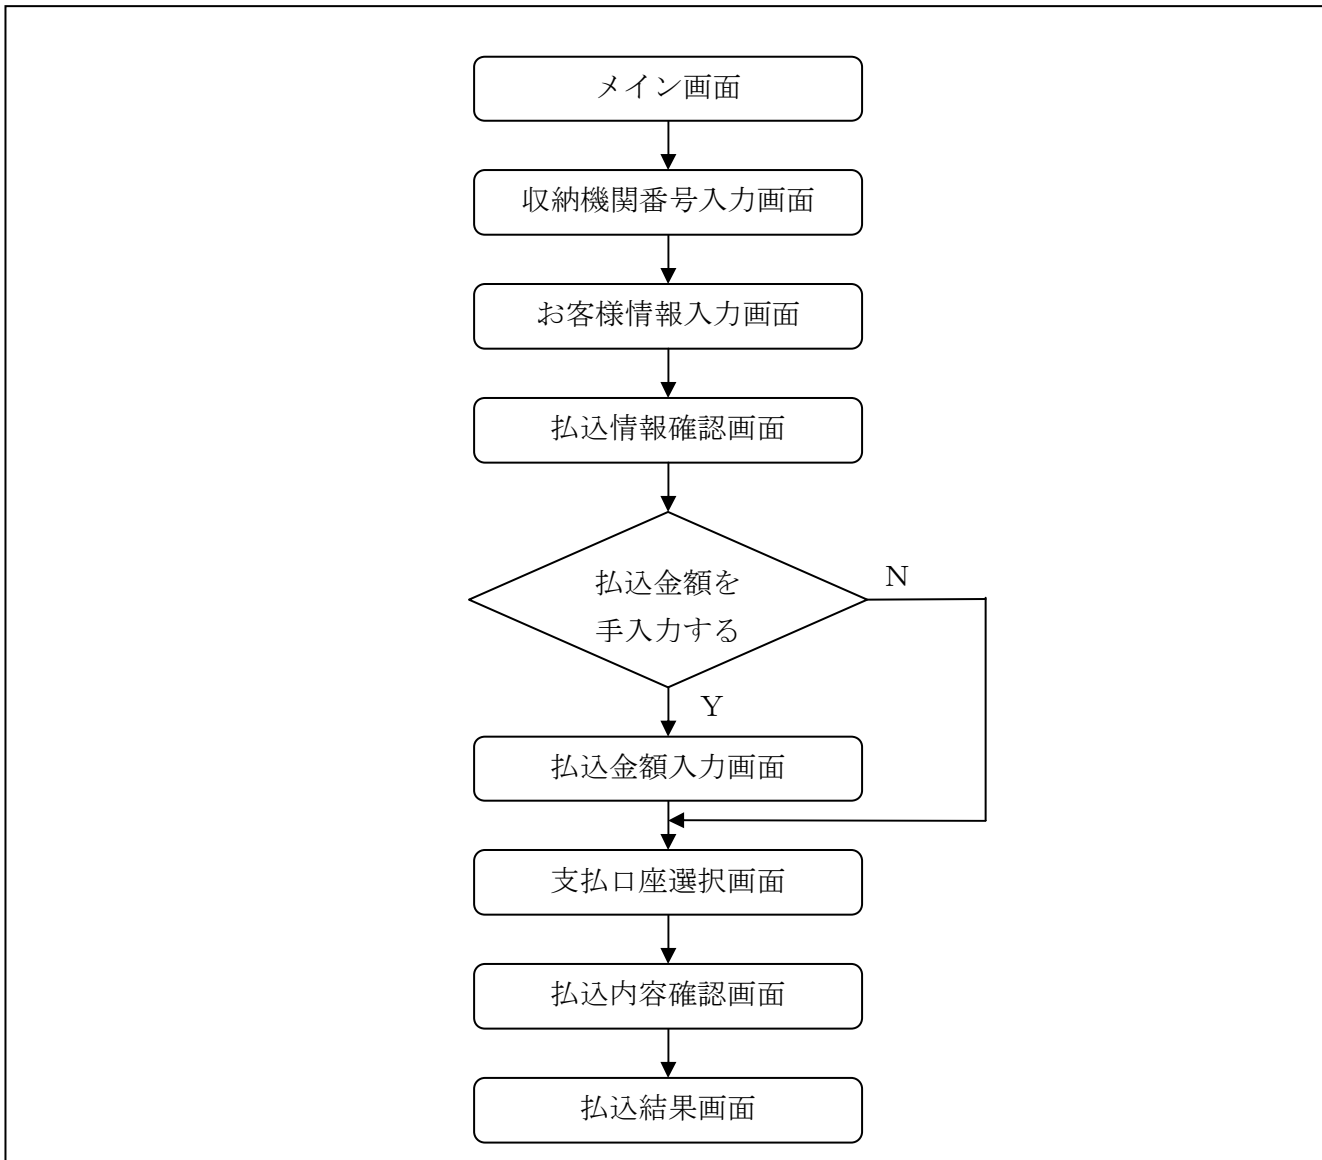 メイン画面
収納機関番号入力画面
お客様情報入力画面
払込情報確認画面
払込金額を
手入力する
N
Y
払込金額入力画面
支払口座選択画面
払込内容確認画面
払込結果画面